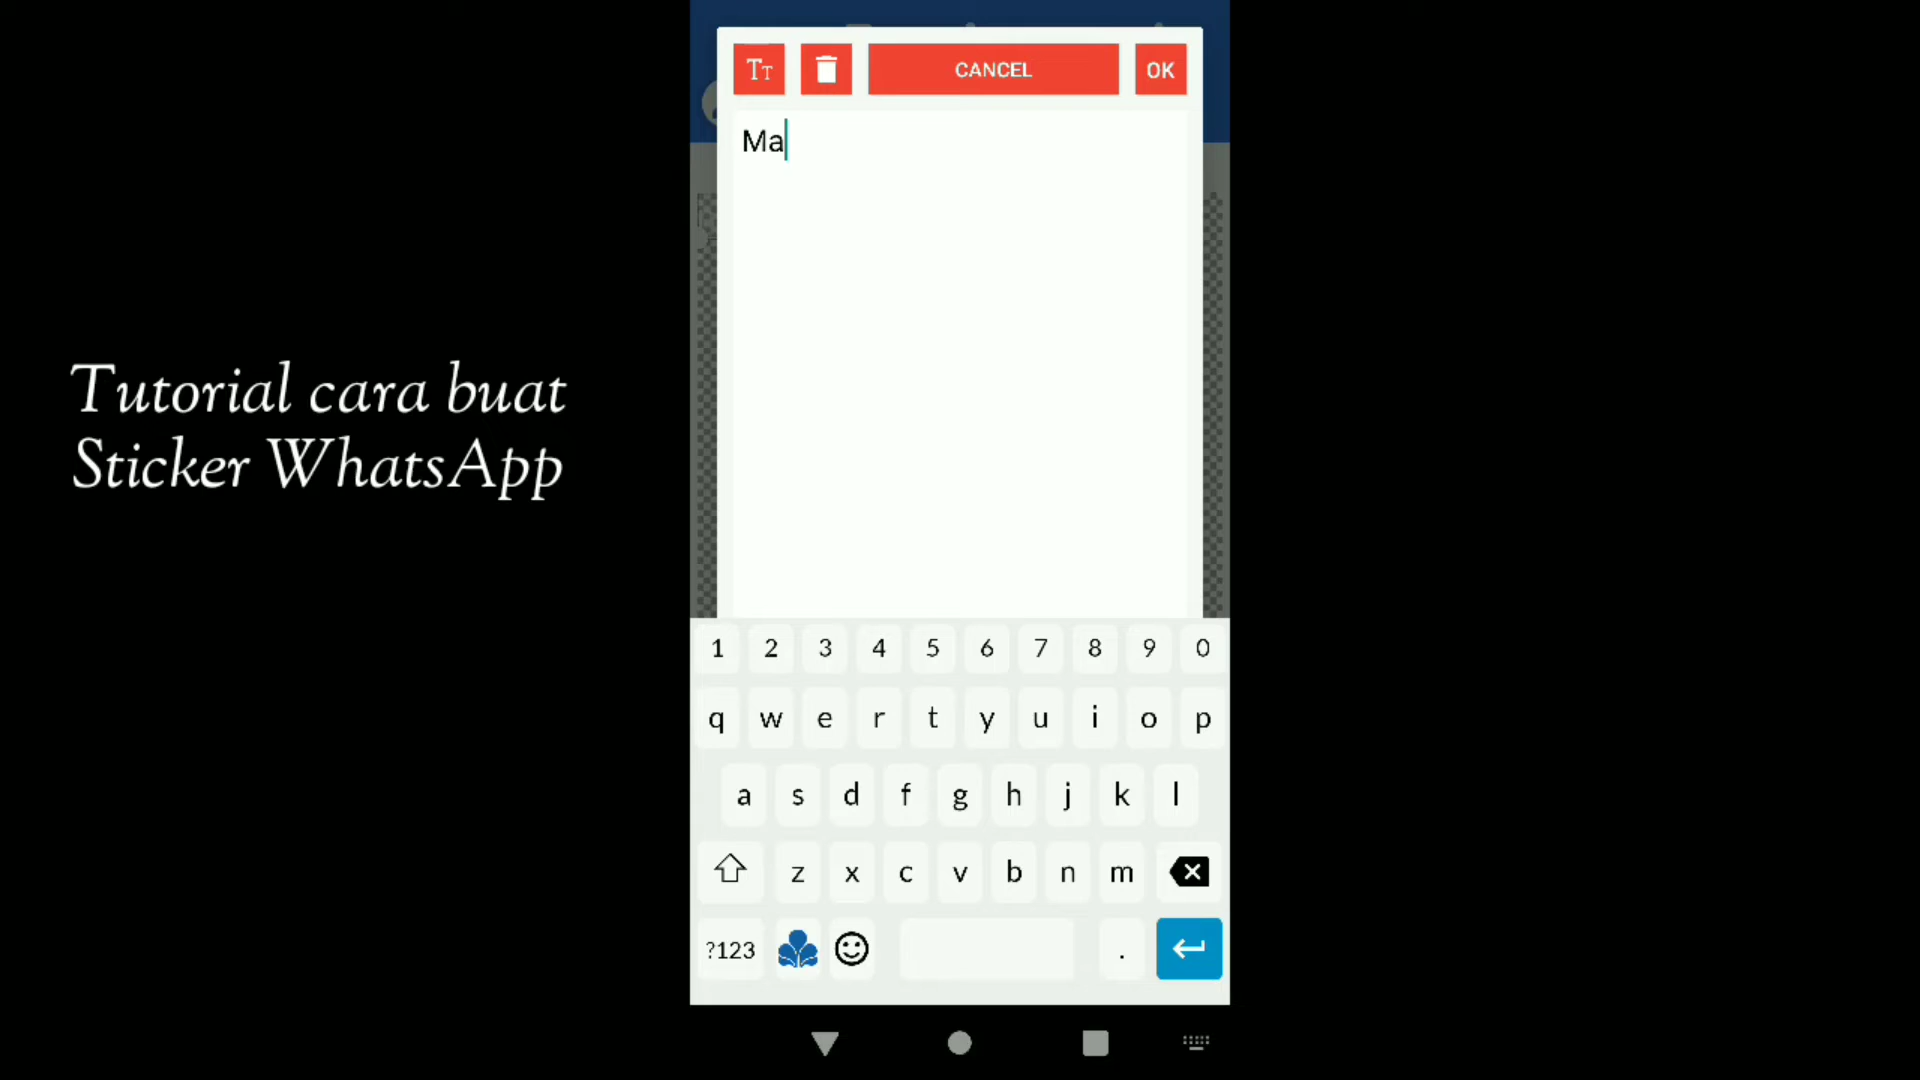 Tt CANCEL OK
Ma
Tutorial cara buat
Sticker WhatsApp
1 2 3 4 5 6 7 8 9 0
q w e r t y u i o p
a s d f g h j k l
z x c v b n m
?123 .